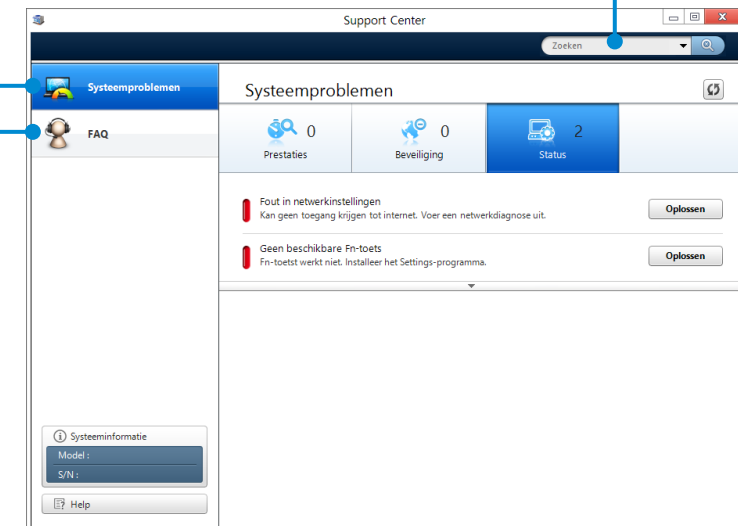 Support Center
Zoeken
Systeemproblemen
FAQ
Systeemproblemen
0
Prestaties
0
Beveiliging
2
Status
Fout in netwerkinstellingen
Kan geen toegang krijgen tot internet. Voer een netwerkdiagnose uit.
Oplossen
Geen beschikbare Fn-toets
Fn-toetst werkt niet. Installeer het Settings-programma.
Oplossen
Systeeminformatie
Model :
S/N :
Help